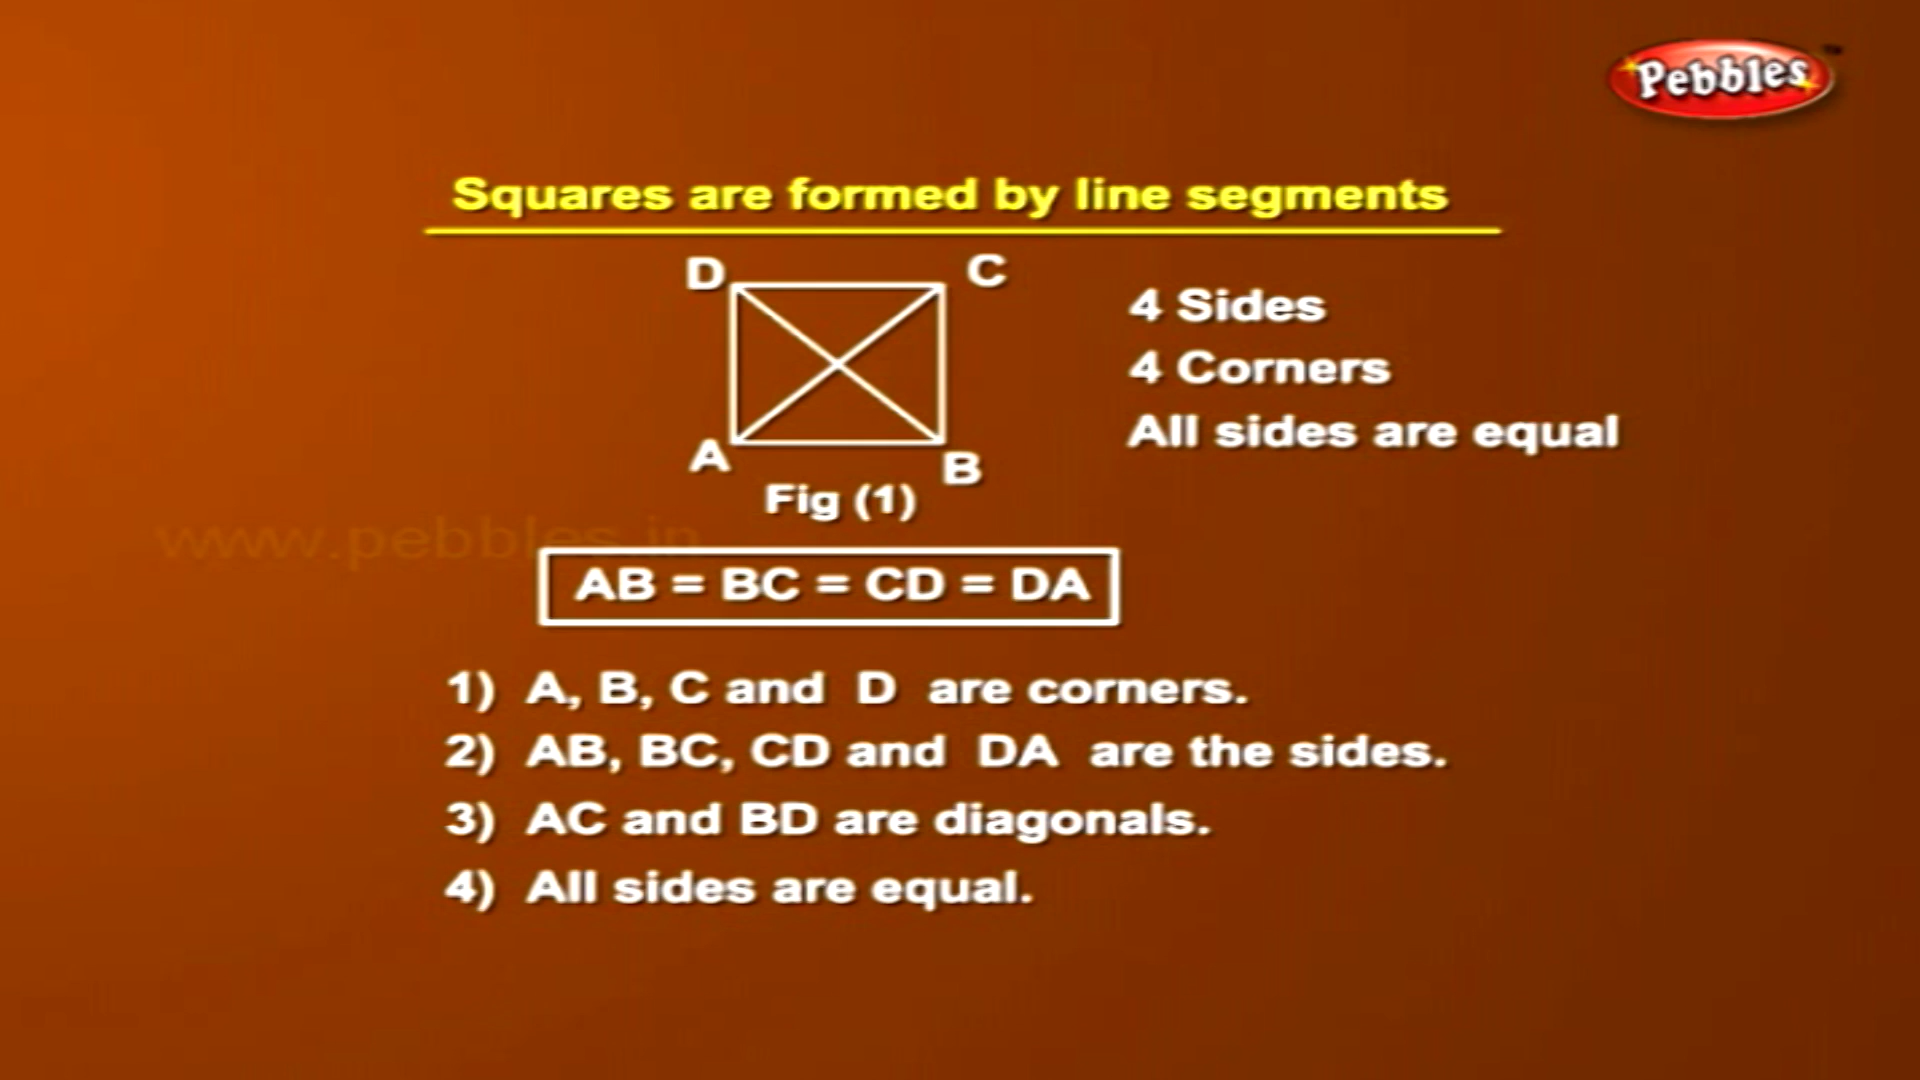 Pebbles™
Squares are formed by line segments
D C
4 Sides
4 Corners
All sides are equal
A B
Fig (1)
www.pebbles.in
AB = BC = CD = DA
1) A, B, C and D are corners.
2) AB, BC, CD and DA are the sides.
3) AC and BD are diagonals.
4) All sides are equal.